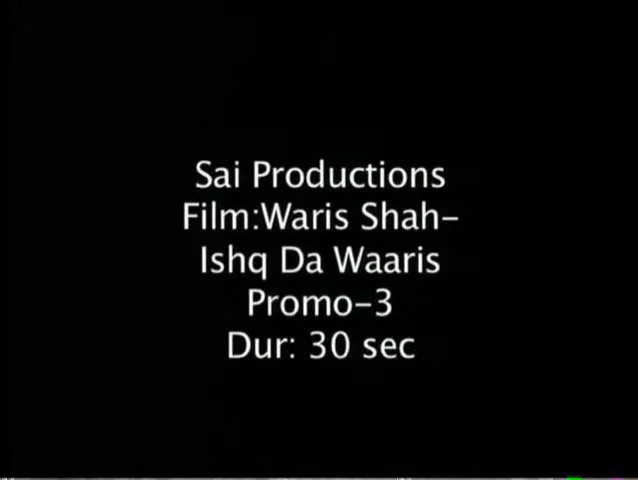 Sai Productions
Film:Waris Shah-
Ishq Da Waaris
Promo-3
Dur: 30 sec